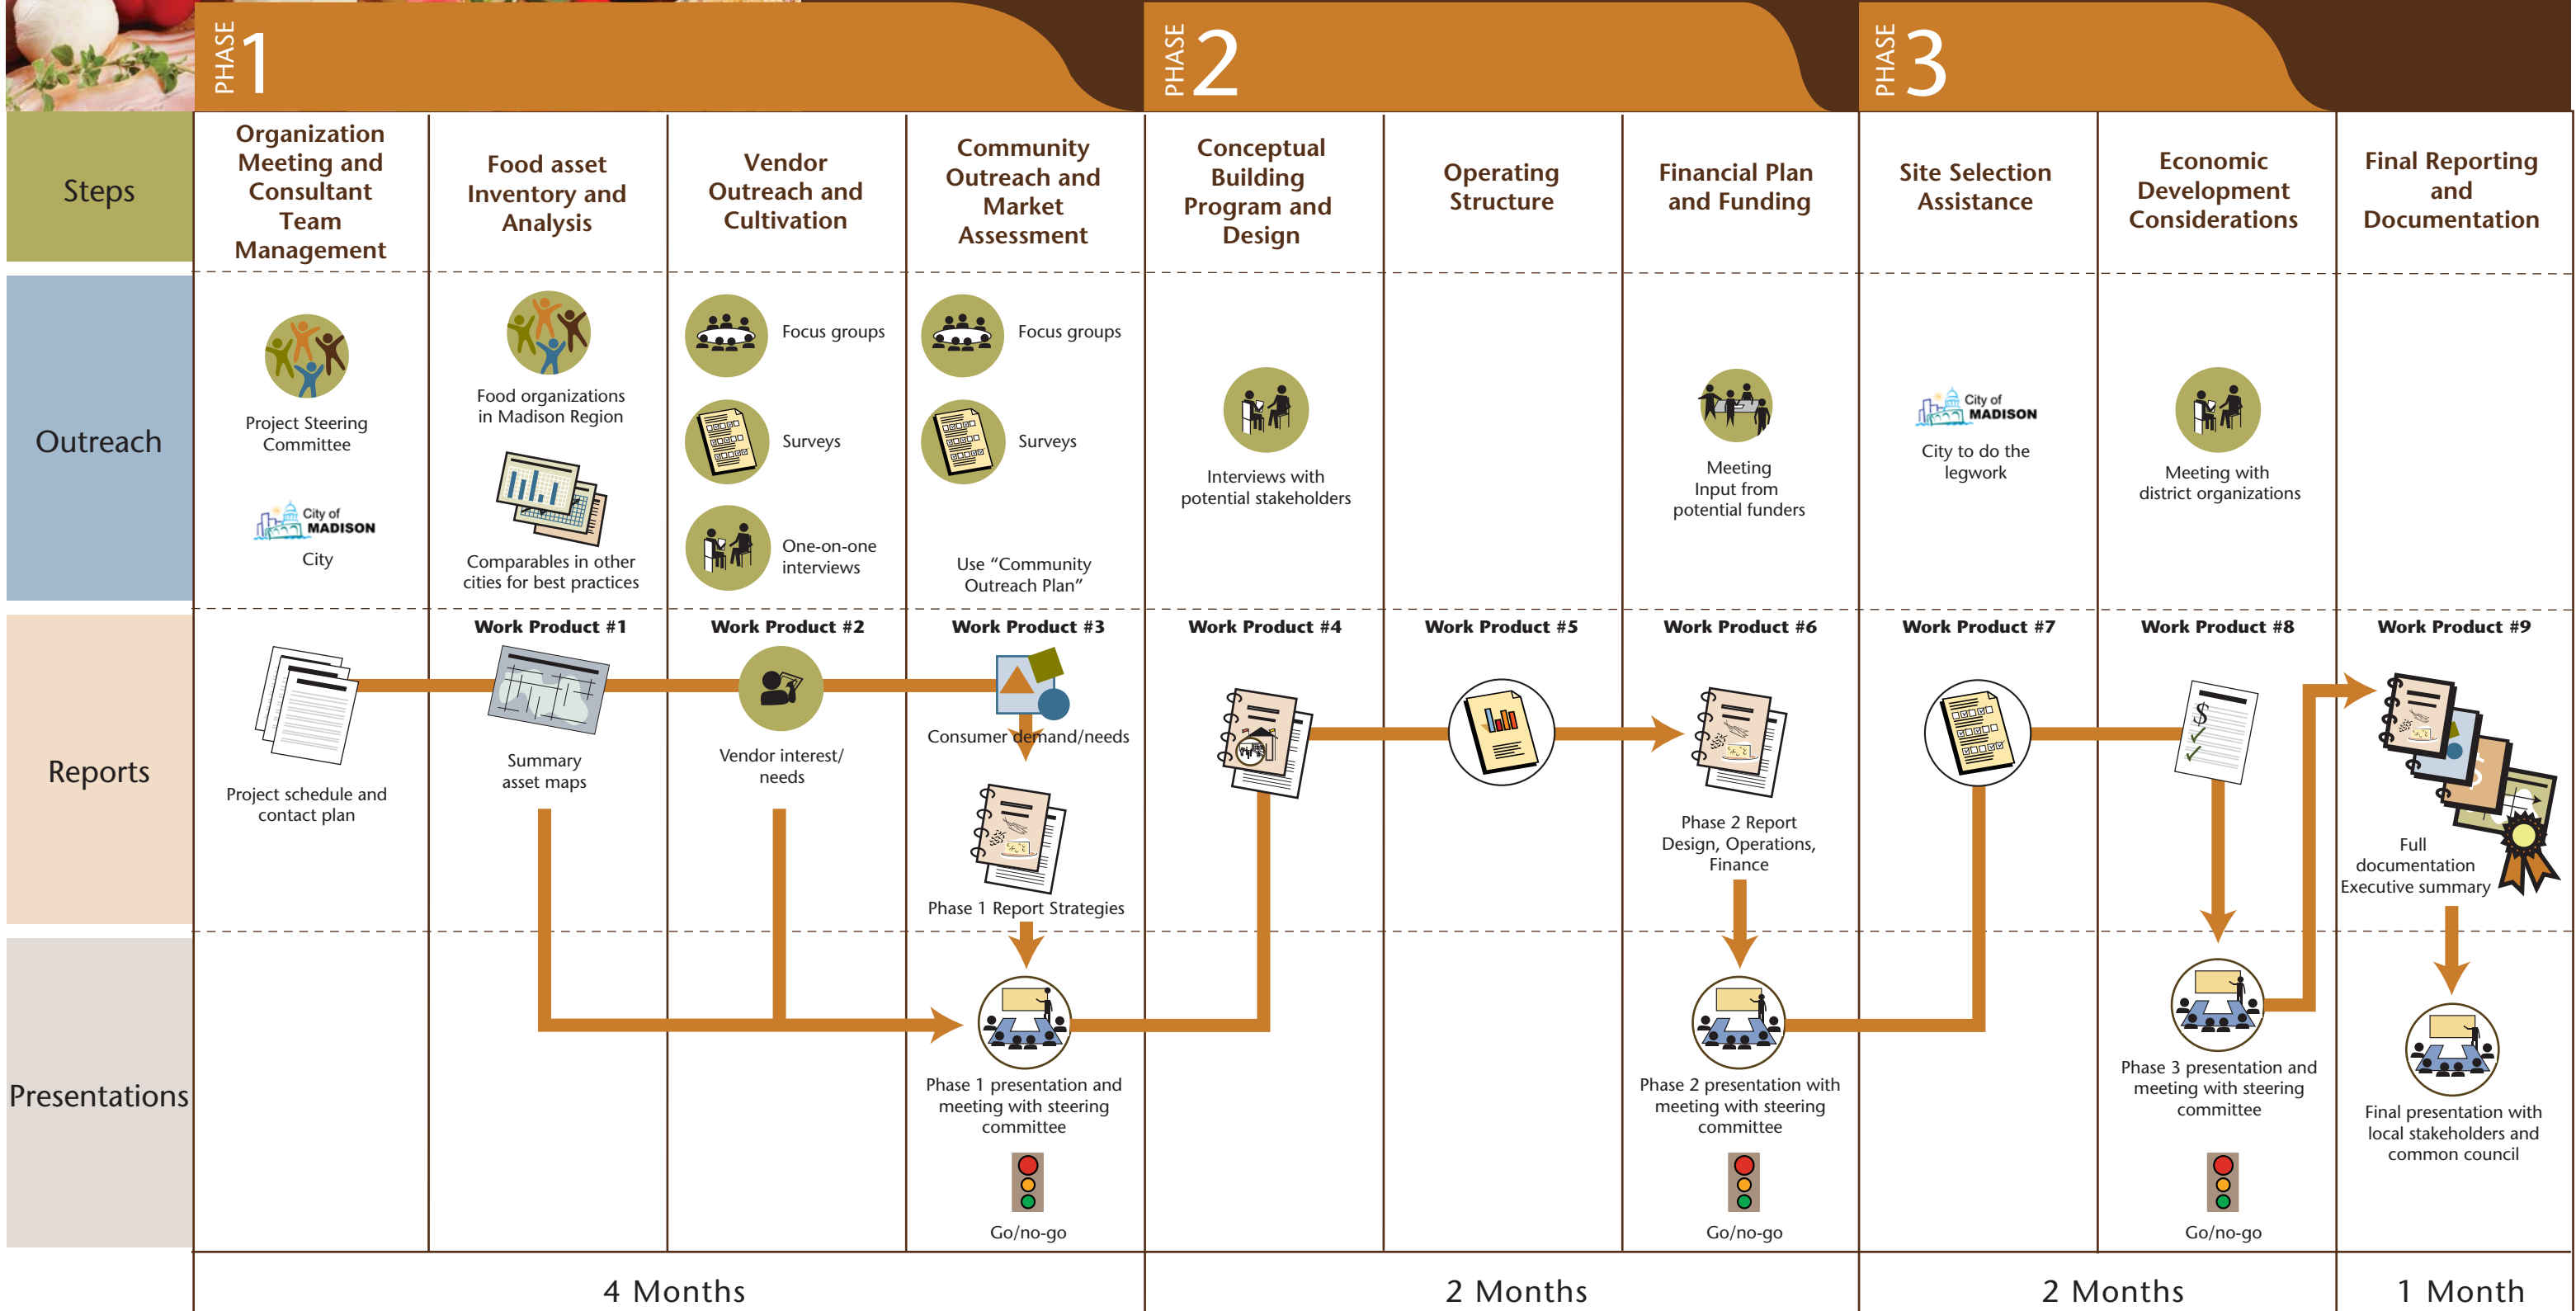 PHASE 1
PHASE 2
PHASE 3
Steps
Organization
Meeting and
Consultant
Team
Management
Food asset
Inventory and
Analysis
Vendor
Outreach and
Cultivation
Community
Outreach and
Market
Assessment
Conceptual
Building
Program and
Design
Operating
Structure
Financial Plan
and Funding
Site Selection
Assistance
Economic
Development
Considerations
Final Reporting
and
Documentation
Outreach
Project Steering
Committee
City of
MADISON
City
Food organizations
in Madison Region
Comparables in other
cities for best practices
Focus groups
Surveys
One-on-one
interviews
Focus groups
Surveys
Use “Community
Outreach Plan”
Interviews with
potential stakeholders
Meeting
Input from
potential funders
City of
MADISON
City to do the
legwork
Meeting with
district organizations
Reports
Project schedule and
contact plan
Work Product #1
Summary
asset maps
Work Product #2
Vendor interest/
needs
Work Product #3
Consumer demand/needs
Phase 1 Report Strategies
Work Product #4
Work Product #5
Work Product #6
Phase 2 Report
Design, Operations,
Finance
Work Product #7
Work Product #8
$
Work Product #9
Full
documentation
Executive summary
Presentations
Phase 1 presentation and
meeting with steering
committee
Go/no-go
Phase 2 presentation with
meeting with steering
committee
Go/no-go
Phase 3 presentation and
meeting with steering
committee
Go/no-go
Final presentation with
local stakeholders and
common council
4 Months
2 Months
2 Months
1 Month